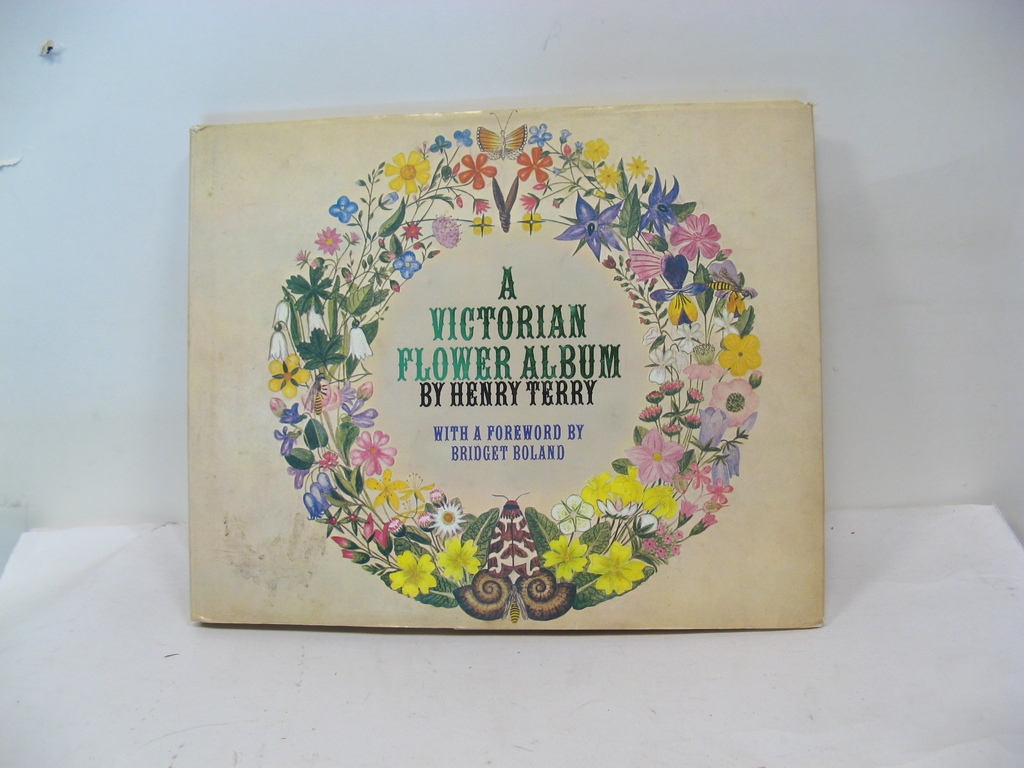 A
VICTORIAN
FLOWER ALBUM
BY HENRY TERRY
WITH A FOREWORD BY
BRIDGET BOLAND